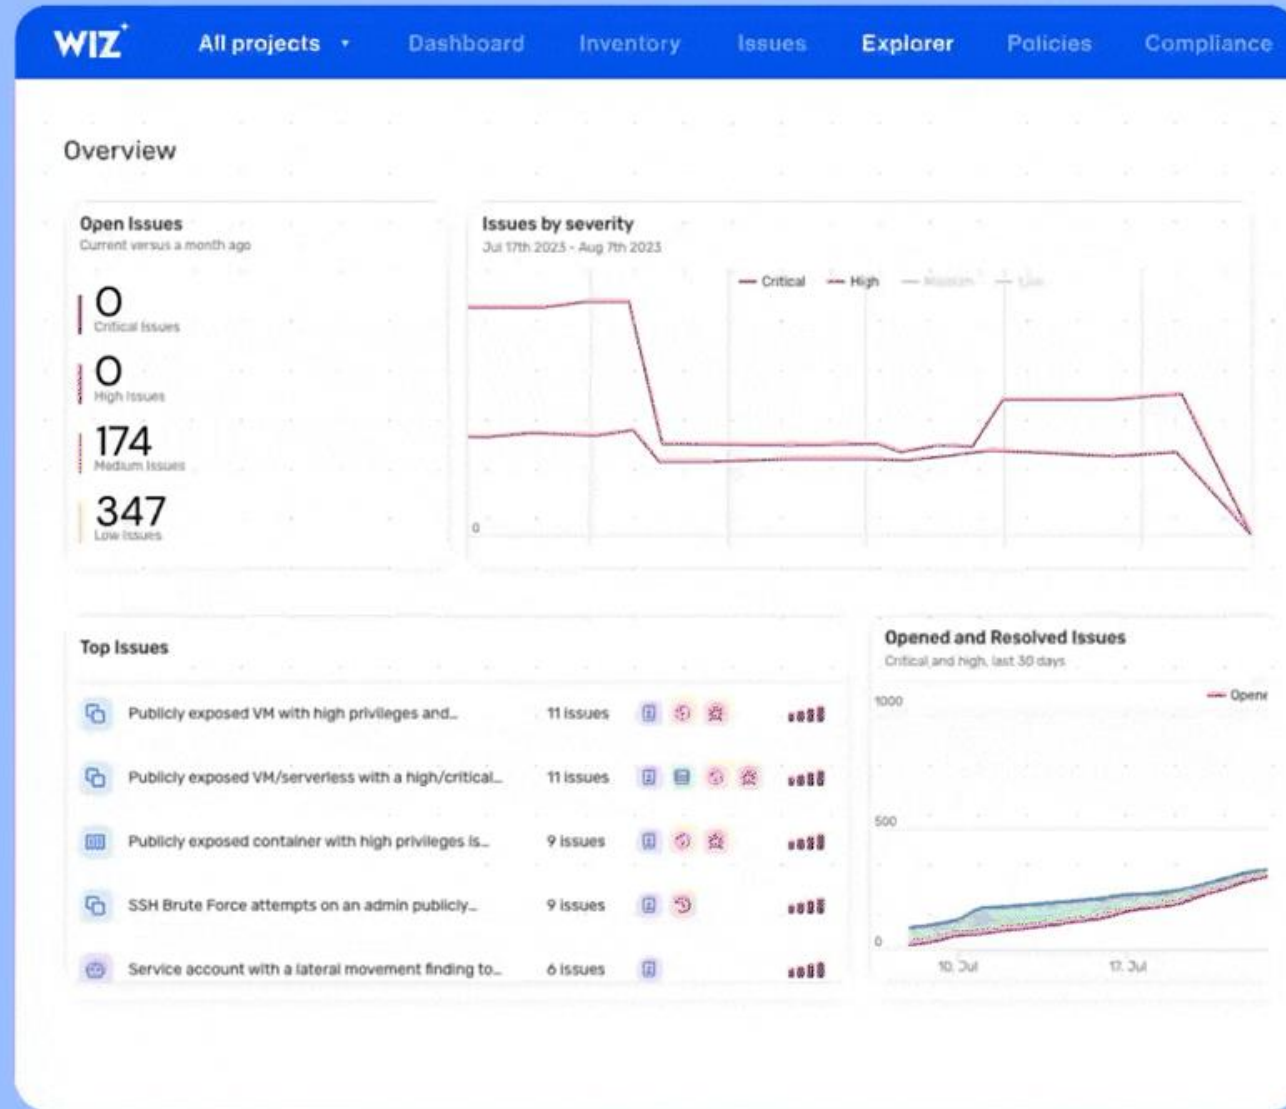 WIZ All projects Dashboard Inventory Issues Explorer Policies Compliance
Overview
Open Issues
Current versus a month ago
0
Critical Issues
0
High Issues
174
Medium Issues
347
Low Issues
Issues by severity
Jul 17th 2023 - Aug 7th 2023
Critical High
0
Top Issues
Publicly exposed VM with high privileges and... 11 issues
Publicly exposed VM/serverless with a high/critical... 11 issues
Publicly exposed container with high privileges is... 9 issues
SSH Brute Force attempts on an admin publicly... 9 issues
Service account with a lateral movement finding to... 6 issues
Opened and Resolved Issues
Critical and high, last 30 days
1000
Opene
500
0
10. Jul 17. Jul